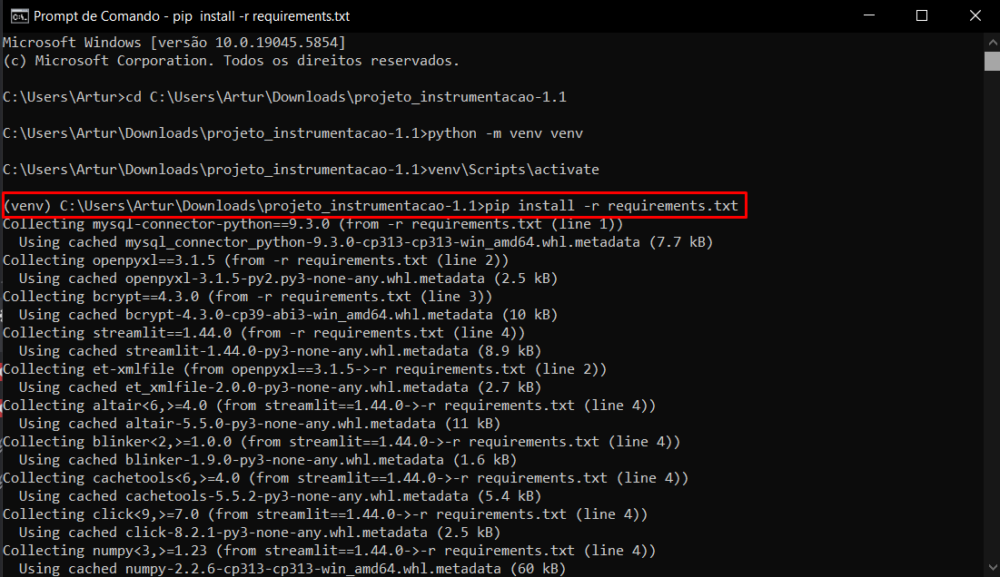 Prompt de Comando - pip  install -r requirements.txt
Microsoft Windows [versão 10.0.19045.5854]
(c) Microsoft Corporation. Todos os direitos reservados.
C:\Users\Artur>cd C:\Users\Artur\Downloads\projeto_instrumentacao-1.1
C:\Users\Artur\Downloads\projeto_instrumentacao-1.1>python -m venv venv
C:\Users\Artur\Downloads\projeto_instrumentacao-1.1>venv\Scripts\activate
(venv) C:\Users\Artur\Downloads\projeto_instrumentacao-1.1>pip install -r requirements.txt
Collecting mysql-connector-python==9.3.0 (from -r requirements.txt (line 1))
  Using cached mysql_connector_python-9.3.0-cp313-cp313-win_amd64.whl.metadata (7.7 kB)
Collecting openpyxl==3.1.5 (from -r requirements.txt (line 2))
  Using cached openpyxl-3.1.5-py2.py3-none-any.whl.metadata (2.5 kB)
Collecting bcrypt==4.3.0 (from -r requirements.txt (line 3))
  Using cached bcrypt-4.3.0-cp39-abi3-win_amd64.whl.metadata (10 kB)
Collecting streamlit==1.44.0 (from -r requirements.txt (line 4))
  Using cached streamlit-1.44.0-py3-none-any.whl.metadata (8.9 kB)
Collecting et-xmlfile (from openpyxl==3.1.5->-r requirements.txt (line 2))
  Using cached et_xmlfile-2.0.0-py3-none-any.whl.metadata (2.7 kB)
Collecting altair<6,>=4.0 (from streamlit==1.44.0->-r requirements.txt (line 4))
  Using cached altair-5.5.0-py3-none-any.whl.metadata (11 kB)
Collecting blinker<2,>=1.0.0 (from streamlit==1.44.0->-r requirements.txt (line 4))
  Using cached blinker-1.9.0-py3-none-any.whl.metadata (1.6 kB)
Collecting cachetools<6,>=4.0 (from streamlit==1.44.0->-r requirements.txt (line 4))
  Using cached cachetools-5.5.2-py3-none-any.whl.metadata (5.4 kB)
Collecting click<9,>=7.0 (from streamlit==1.44.0->-r requirements.txt (line 4))
  Using cached click-8.2.1-py3-none-any.whl.metadata (2.5 kB)
Collecting numpy<3,>=1.23 (from streamlit==1.44.0->-r requirements.txt (line 4))
  Using cached numpy-2.2.6-cp313-cp313-win_amd64.whl.metadata (60 kB)